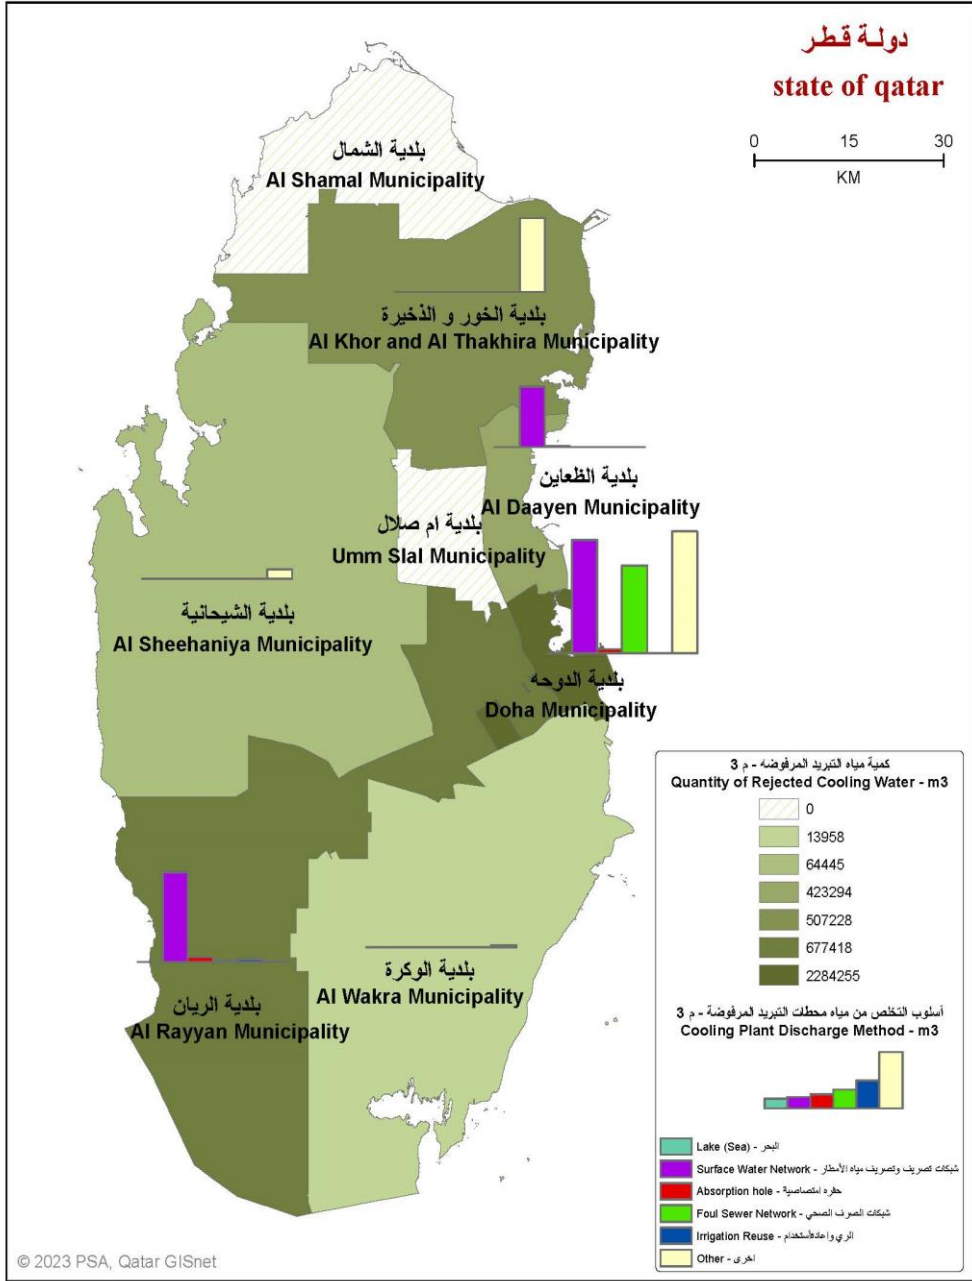 دولة قطر
state of qatar
0 15 30
KM
بلدية الشمال
Al Shamal Municipality
بلدية الخور و الذخيرة
Al Khor and Al Thakhira Municipality
بلدية الظعاين
Al Daayen Municipality
بلدية ام صلال
Umm Slal Municipality
بلدية الشيحانية
Al Sheehaniya Municipality
بلدية الدوحه
Doha Municipality
بلدية الوكرة
Al Wakra Municipality
بلدية الريان
Al Rayyan Municipality
كمية مياه التبريد المرفوضه - م 3
Quantity of Rejected Cooling Water - m3
0
13958
64445
423294
507228
677418
2284255
أسلوب التخلص من مياه محطات التبريد المرفوضة - م 3
Cooling Plant Discharge Method - m3
Lake (Sea) - البحر
Surface Water Network - شبكات تصريف وتصريف مياه الأمطار
Absorption hole - حفره امتصاصية
Foul Sewer Network - شبكات الصرف الصحي
Irrigation Reuse - الري واعادةأستخدام
Other - اخرى
© 2023 PSA, Qatar GISnet